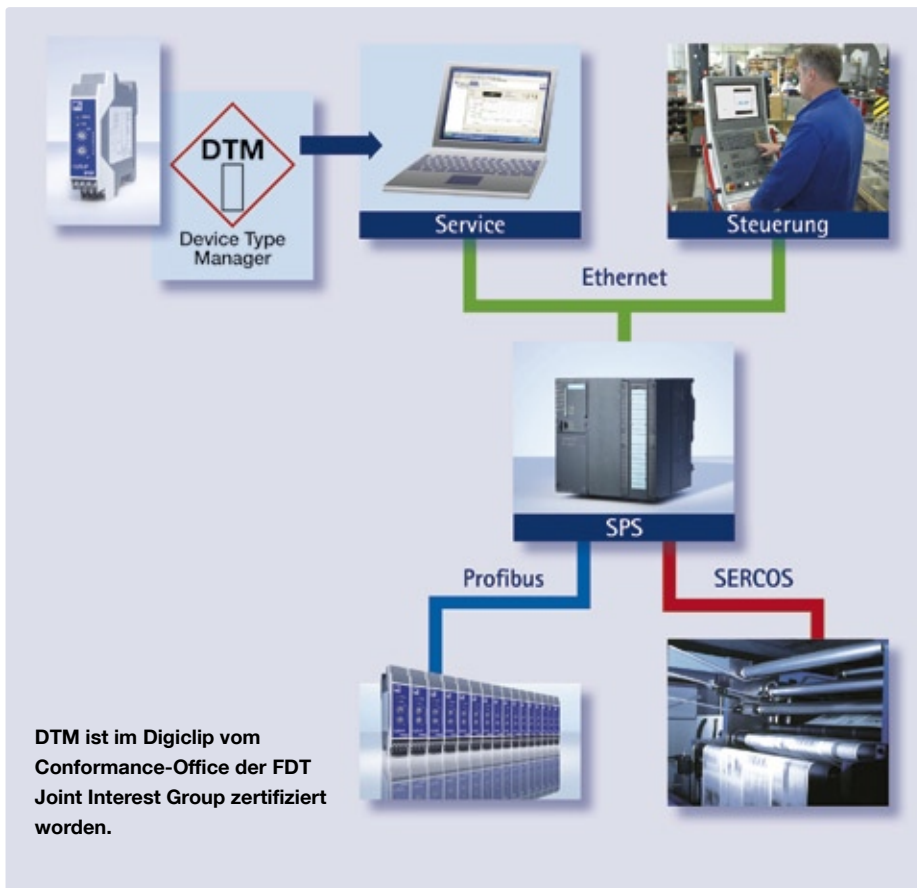 DTM
Device Type
Manager
Service
Steuerung
Ethernet
SPS
Profibus
SERCOS
DTM ist im Digiclip vom
Conformance-Office der FDT
Joint Interest Group zertifiziert
worden.